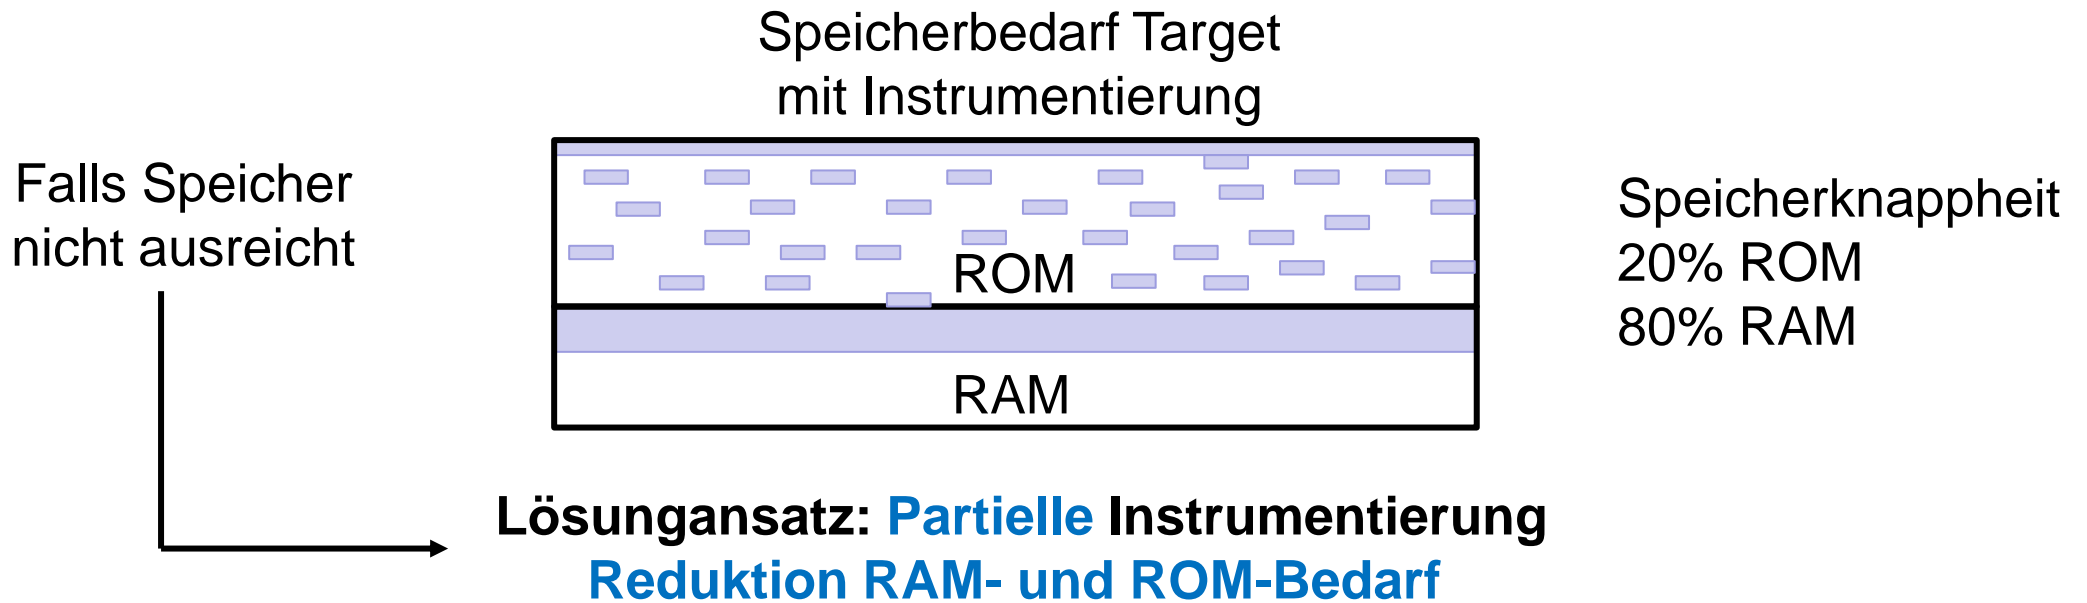 Speicherbedarf Target
mit Instrumentierung
Falls Speicher
nicht ausreicht
ROM
RAM
Speicherknappheit
20% ROM
80% RAM
Lösungansatz: Partielle Instrumentierung
Reduktion RAM- und ROM-Bedarf